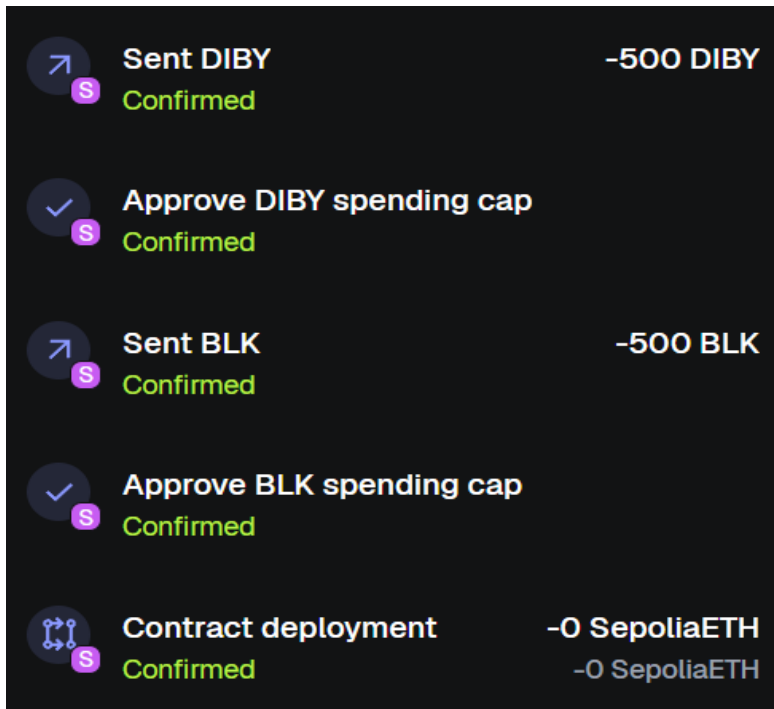 Sent DIBY -500 DIBY
S
Confirmed
Approve DIBY spending cap
S
Confirmed
Sent BLK -500 BLK
S
Confirmed
Approve BLK spending cap
S
Confirmed
Contract deployment -0 SepoliaETH
S
Confirmed -0 SepoliaETH